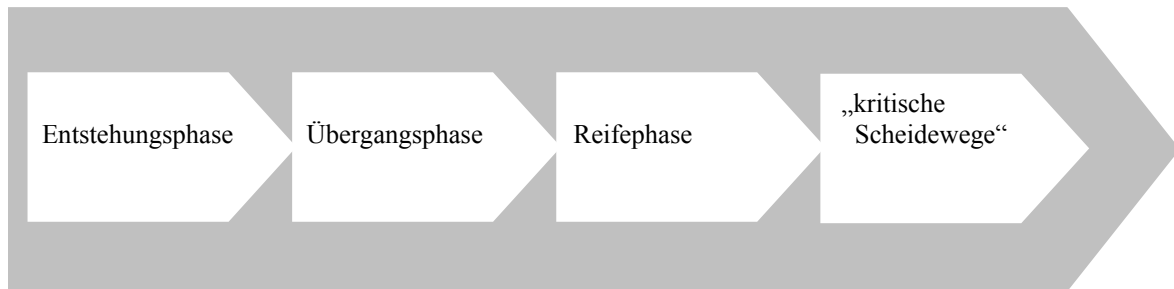 Entstehungsphase
Übergangsphase
Reifephase
„kritische
Scheidewege“